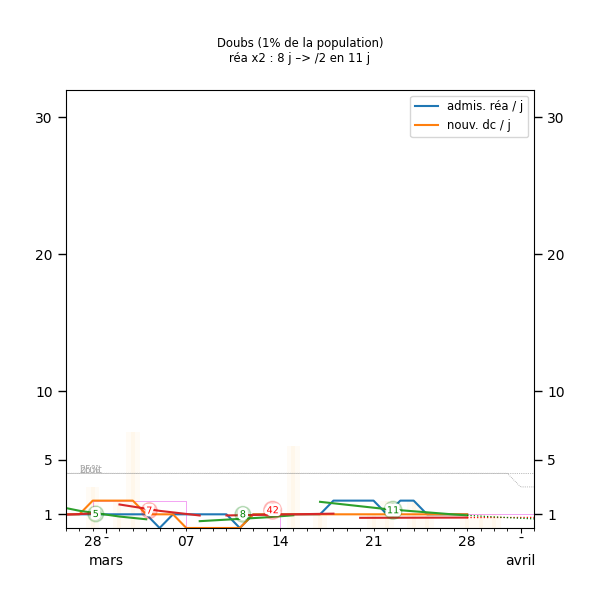 Doubs (1% de la population)
réa x2 : 8 j –> /2 en 11 j
admis. réa / j
nouv. dc / j
30 30
20 20
10 10
5 5
5 7 8 42 11
1 1
28 07 14 21 28 -
mars avril